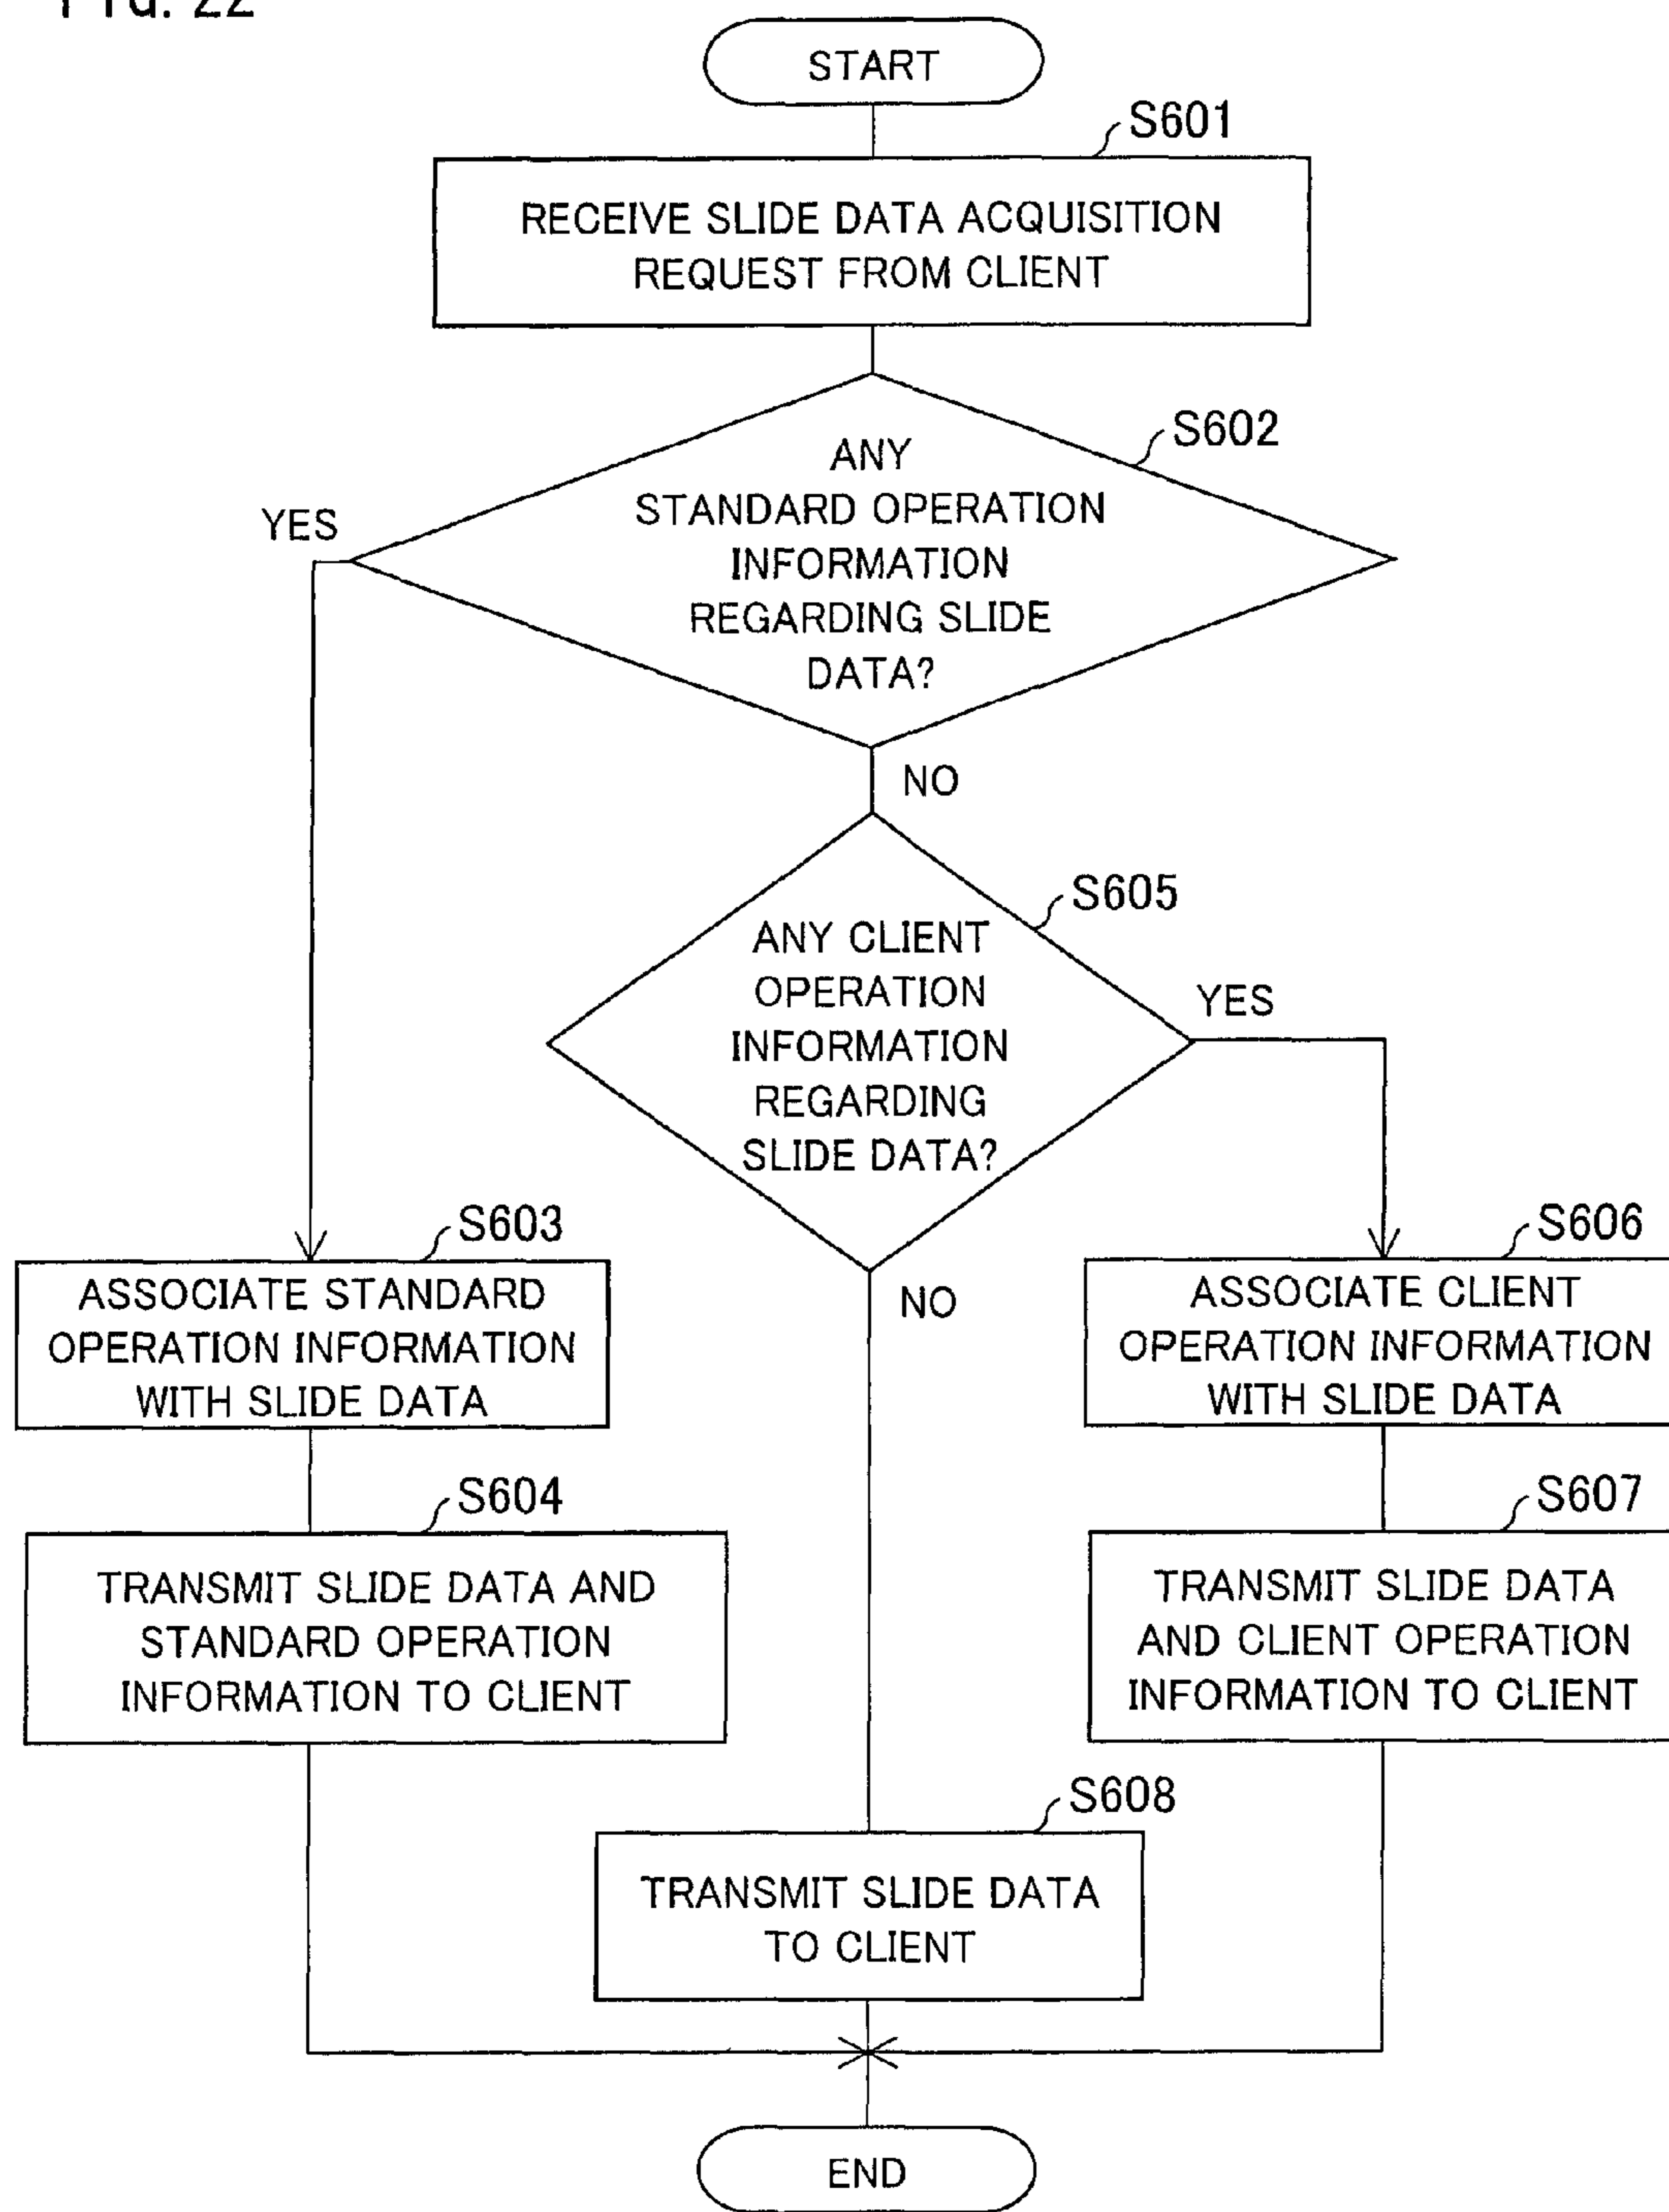 FIG. 22
START
S601
RECEIVE SLIDE DATA ACQUISITION
REQUEST FROM CLIENT
S602
ANY
STANDARD OPERATION
INFORMATION
REGARDING SLIDE
DATA?
YES
NO
S605
ANY CLIENT
OPERATION
INFORMATION
REGARDING
SLIDE DATA?
YES
NO
S603
ASSOCIATE STANDARD
OPERATION INFORMATION
WITH SLIDE DATA
S606
ASSOCIATE CLIENT
OPERATION INFORMATION
WITH SLIDE DATA
S604
TRANSMIT SLIDE DATA AND
STANDARD OPERATION
INFORMATION TO CLIENT
S607
TRANSMIT SLIDE DATA
AND CLIENT OPERATION
INFORMATION TO CLIENT
S608
TRANSMIT SLIDE DATA
TO CLIENT
END